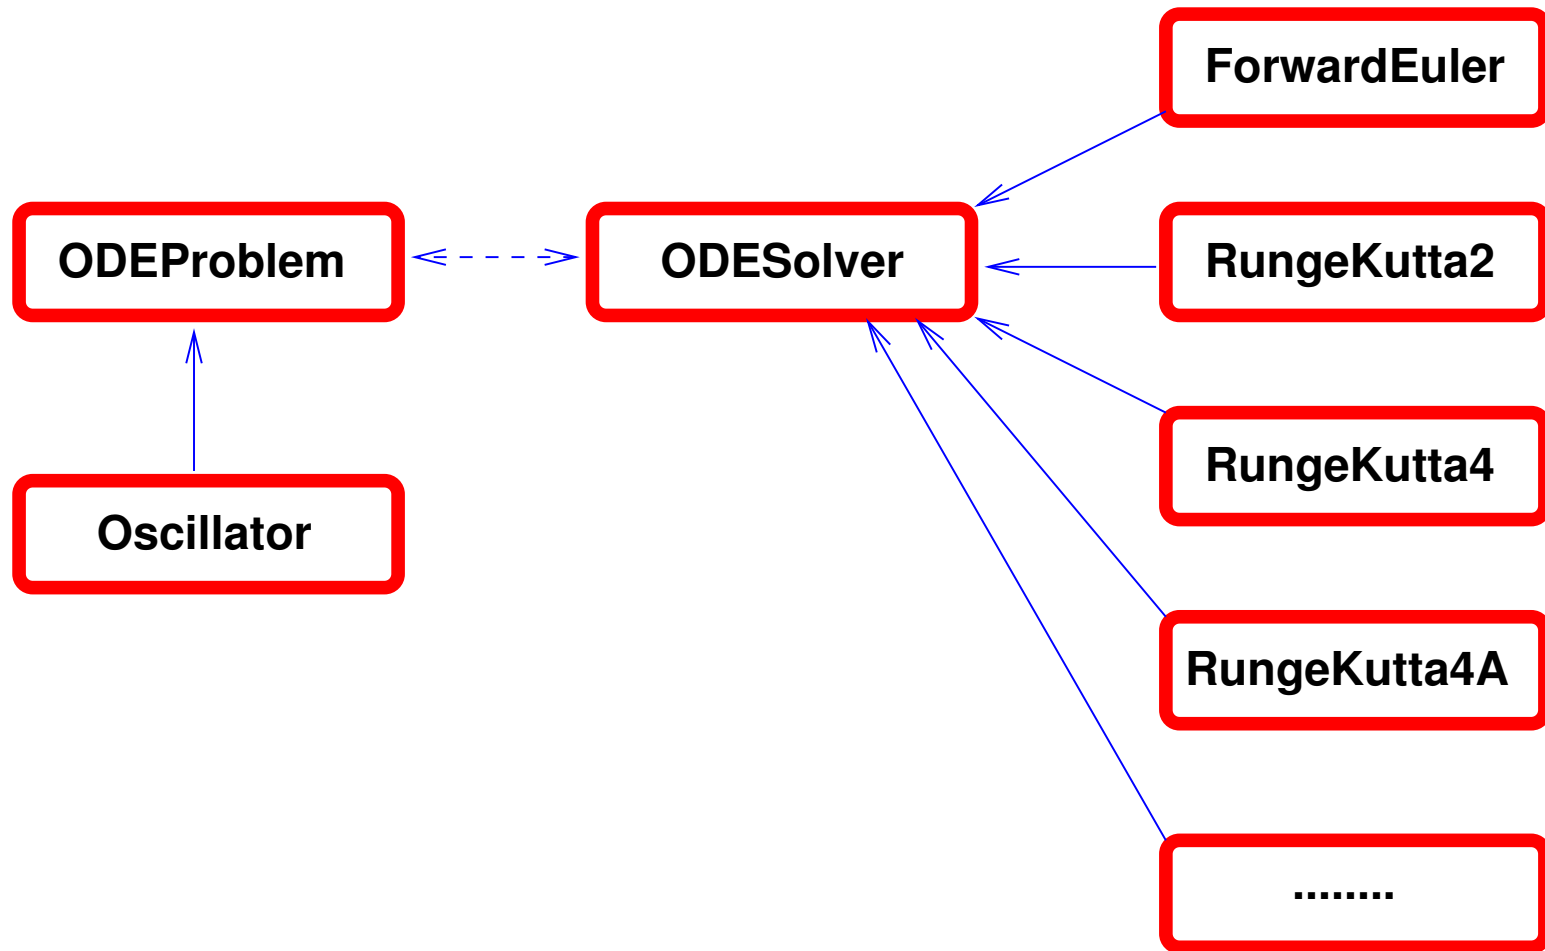 ForwardEuler
ODEProblem
ODESolver
RungeKutta2
RungeKutta4
Oscillator
RungeKutta4A
........